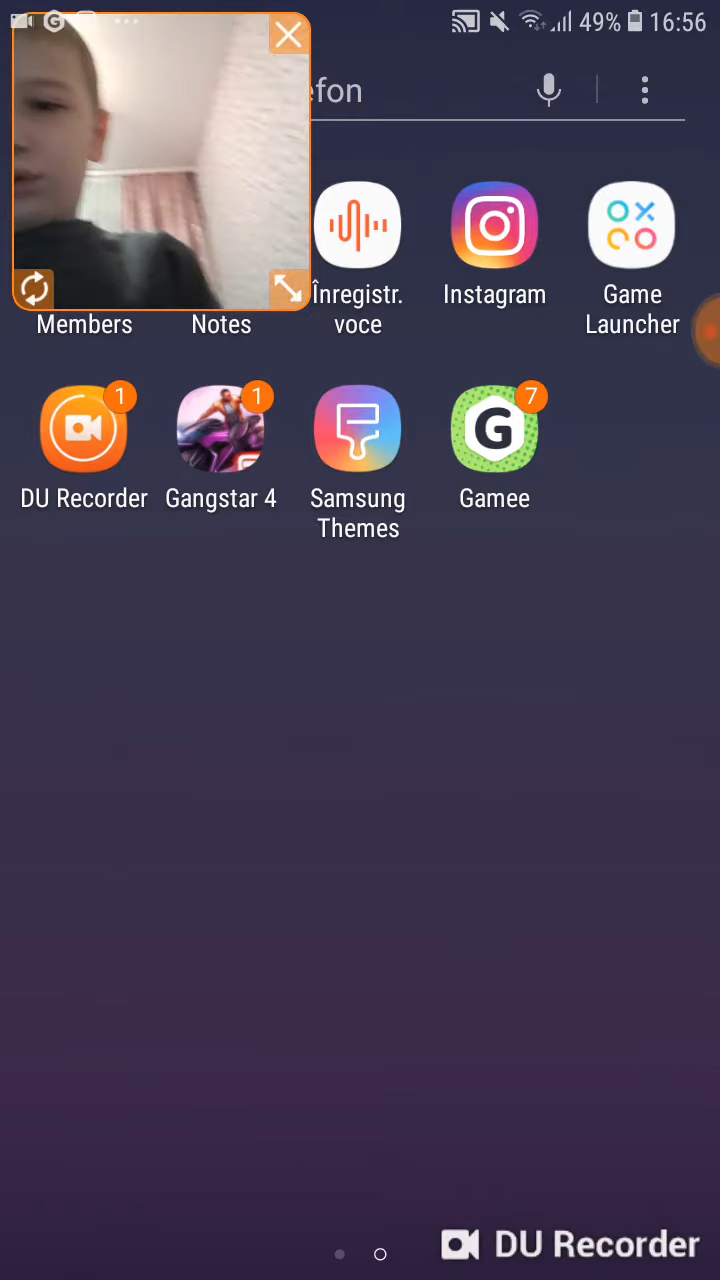 49% 16:56
efon
Members
Notes
Înregistr.
voce
Instagram
Game
Launcher
1
DU Recorder
1
Gangstar 4
Samsung
Themes
7
G
Gamee
DU Recorder